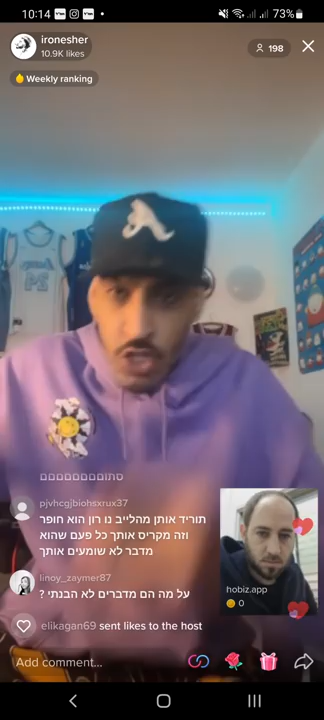 10:14
73%
ironesher
10.9K likes
198
Weekly ranking
סתוםםםםםםםם
pjvhcgjbiohsxrux37
תוריד אותן מהלייב נו רון הוא חופר
וזה מקריס אותך כל פעם שהוא
מדבר לא שומעים אותך
linoy_zaymer87
על מה הם מדברים לא הבנתי ?
elikagan69 sent likes to the host
hobiz.app
0
Add comment...